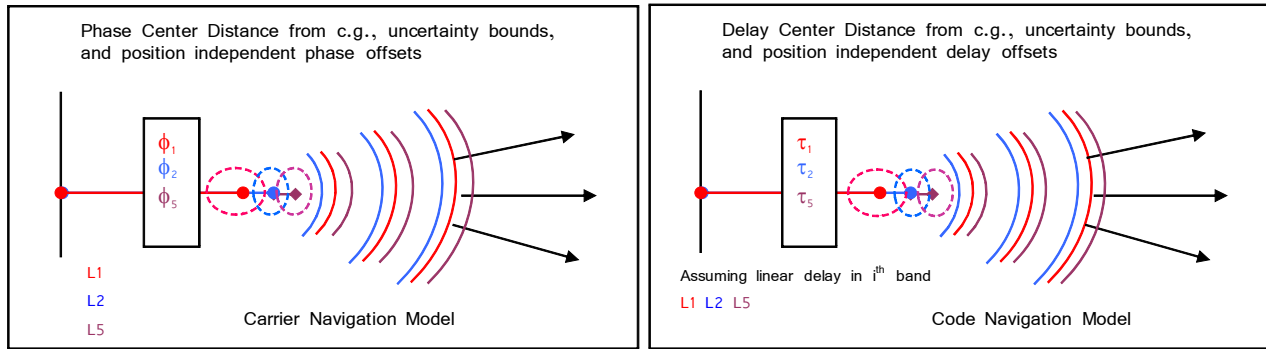 Phase Center Distance from c.g., uncertainty bounds,
and position independent phase offsets
ϕ1
ϕ2
ϕ5
L1
L2
L5
Carrier Navigation Model
Delay Center Distance from c.g., uncertainty bounds,
and position independent delay offsets
τ1
τ2
τ5
Assuming linear delay in ith band
L1 L2 L5
Code Navigation Model